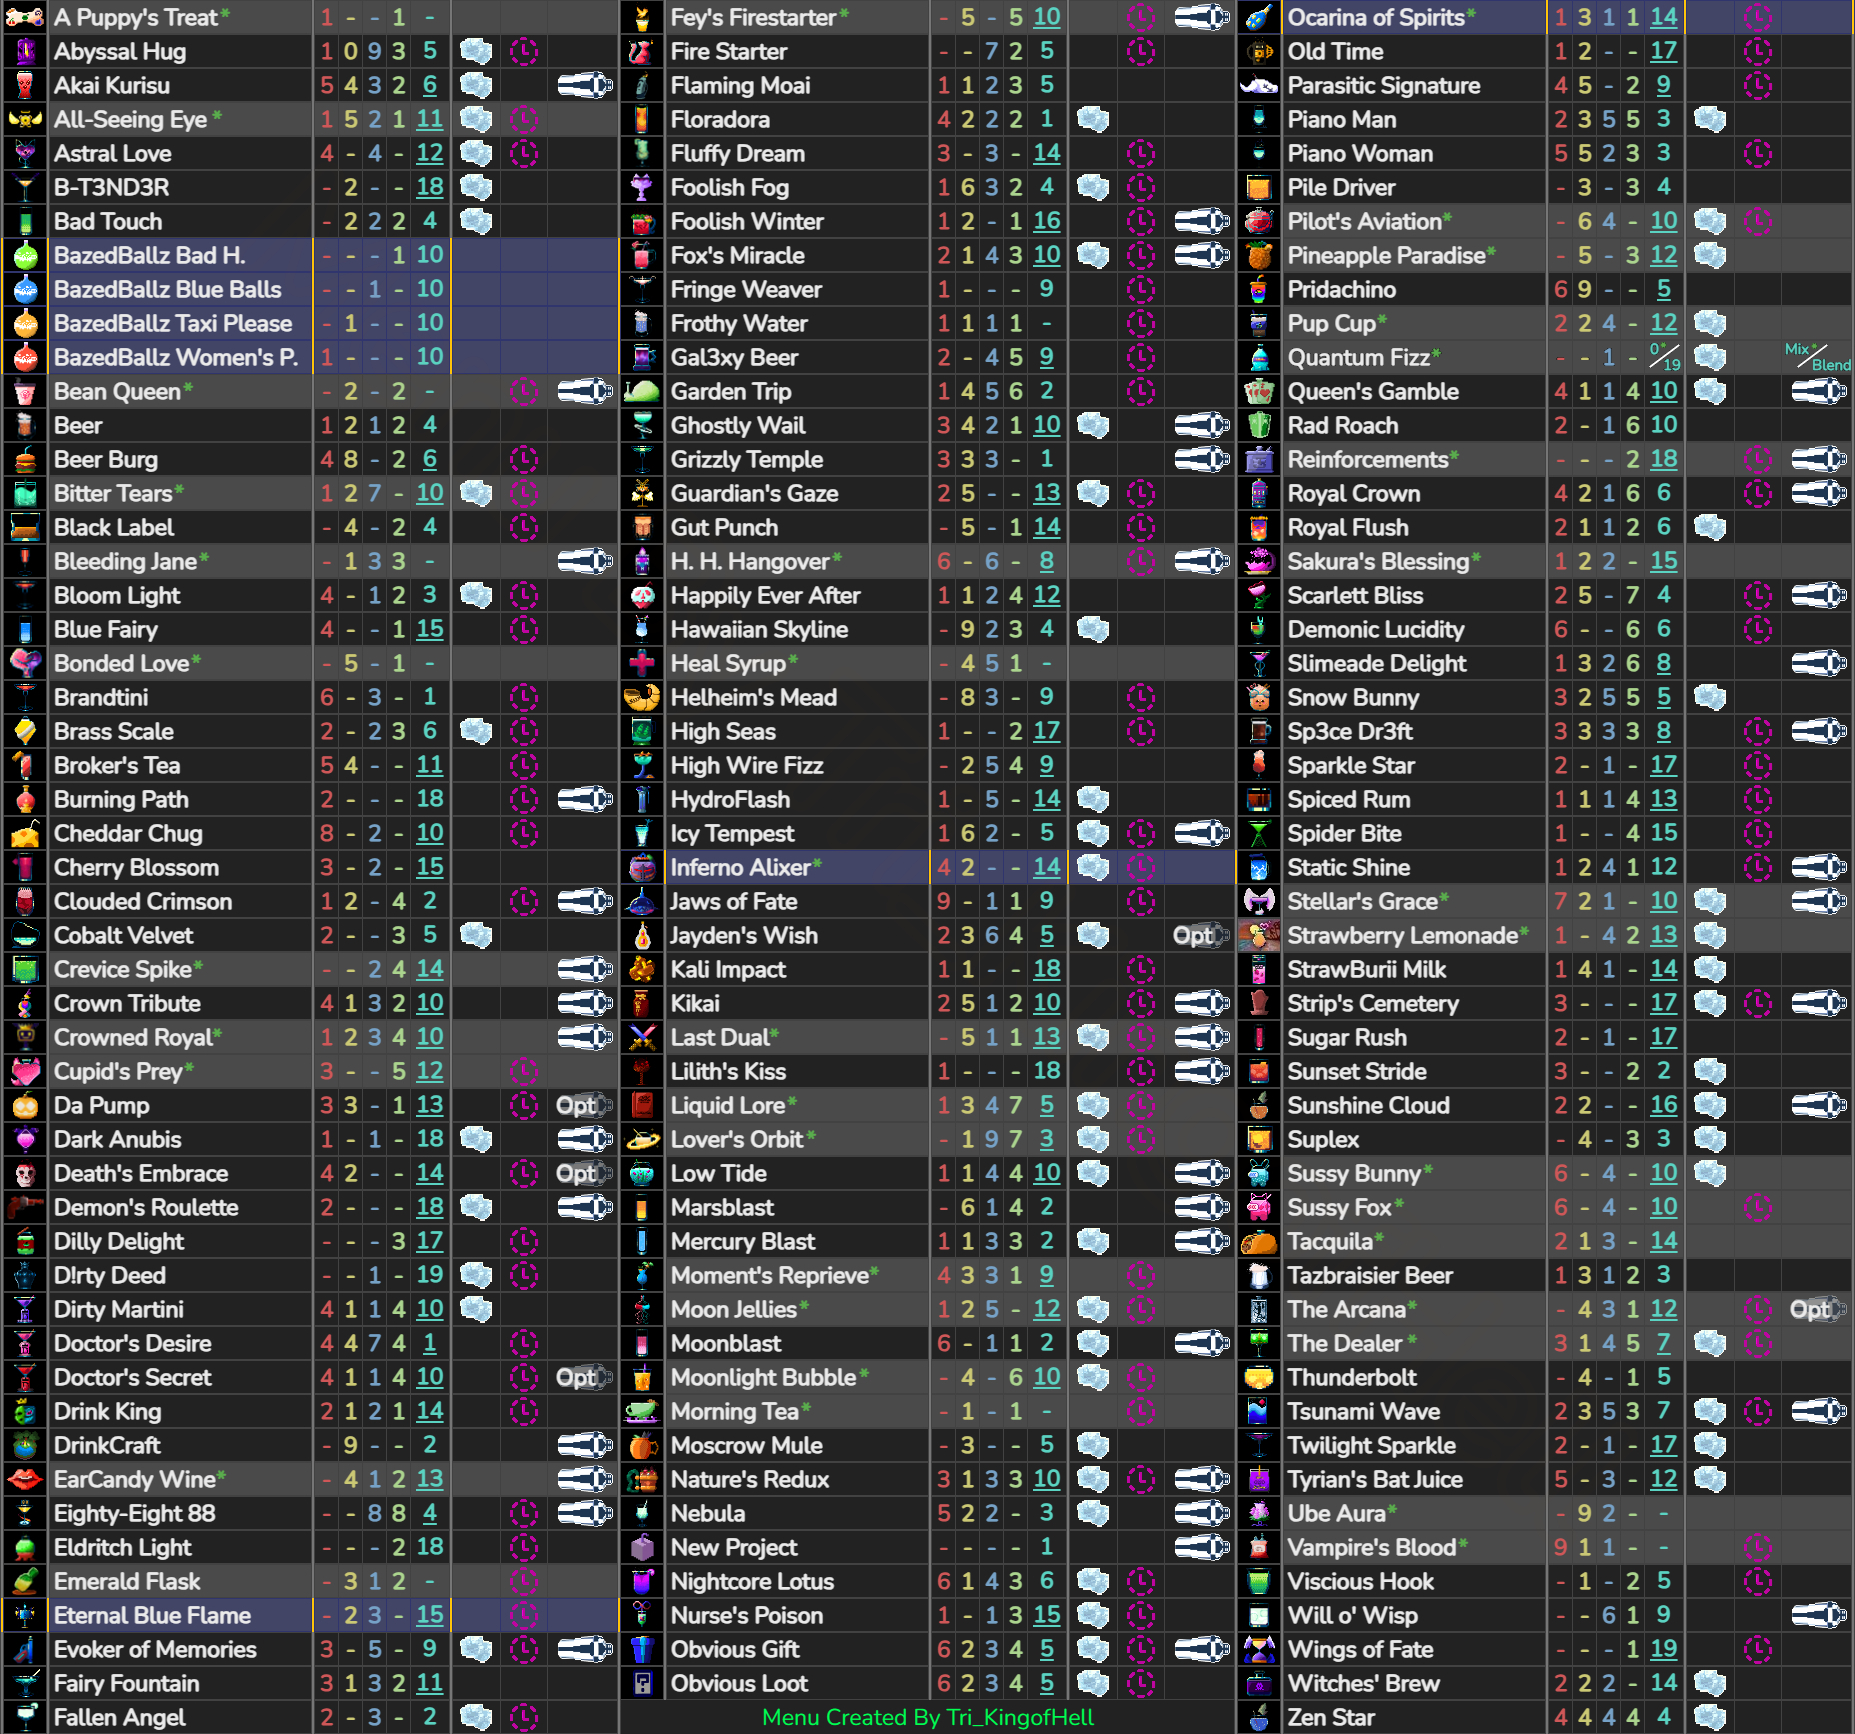 A Puppy's Treat* 1 - - 1 -
Abyssal Hug 1 0 9 3 5
Akai Kurisu 5 4 3 2 6
All-Seeing Eye * 1 5 2 1 11
Astral Love 4 - 4 - 12
B-T3ND3R - 2 - - 18
Bad Touch - 2 2 2 4
BazedBallz Bad H. - - - 1 10
BazedBallz Blue Balls - - 1 - 10
BazedBallz Taxi Please - 1 - - 10
BazedBallz Women's P. 1 - - - 10
Bean Queen* - 2 - 2 -
Beer 1 2 1 2 4
Beer Burg 4 8 - 2 6
Bitter Tears* 1 2 7 - 10
Black Label - 4 - 2 4
Bleeding Jane* - 1 3 3 -
Bloom Light 4 - 1 2 3
Blue Fairy 4 - - 1 15
Bonded Love* - 5 - 1 -
Brandtini 6 - 3 - 1
Brass Scale 2 - 2 3 6
Broker's Tea 5 4 - - 11
Burning Path 2 - - - 18
Cheddar Chug 8 - 2 - 10
Cherry Blossom 3 - 2 - 15
Clouded Crimson 1 2 - 4 2
Cobalt Velvet 2 - - 3 5
Crevice Spike* - - 2 4 14
Crown Tribute 4 1 3 2 10
Crowned Royal* 1 2 3 4 10
Cupid's Prey* 3 - - 5 12
Da Pump 3 3 - 1 13 Opt
Dark Anubis 1 - 1 - 18
Death's Embrace 4 2 - - 14 Opt
Demon's Roulette 2 - - - 18
Dilly Delight - - - 3 17
D!rty Deed - - 1 - 19
Dirty Martini 4 1 1 4 10
Doctor's Desire 4 4 7 4 1
Doctor's Secret 4 1 1 4 10 Opt
Drink King 2 1 2 1 14
DrinkCraft - 9 - - 2
EarCandy Wine* - 4 1 2 13
Eighty-Eight 88 - - 8 8 4
Eldritch Light - - - 2 18
Emerald Flask - 3 1 2 -
Eternal Blue Flame - 2 3 - 15
Evoker of Memories 3 - 5 - 9
Fairy Fountain 3 1 3 2 11
Fallen Angel 2 - 3 - 2
Fey's Firestarter* - 5 - 5 10
Fire Starter - - 7 2 5
Flaming Moai 1 1 2 3 5
Floradora 4 2 2 2 1
Fluffy Dream 3 - 3 - 14
Foolish Fog 1 6 3 2 4
Foolish Winter 1 2 - 1 16
Fox's Miracle 2 1 4 3 10
Fringe Weaver 1 - - - 9
Frothy Water 1 1 1 1 -
Gal3xy Beer 2 - 4 5 9
Garden Trip 1 4 5 6 2
Ghostly Wail 3 4 2 1 10
Grizzly Temple 3 3 3 - 1
Guardian's Gaze 2 5 - - 13
Gut Punch - 5 - 1 14
H. H. Hangover* 6 - 6 - 8
Happily Ever After 1 1 2 4 12
Hawaiian Skyline - 9 2 3 4
Heal Syrup* - 4 5 1 -
Helheim's Mead - 8 3 - 9
High Seas 1 - - 2 17
High Wire Fizz - 2 5 4 9
HydroFlash 1 - 5 - 14
Icy Tempest 1 6 2 - 5
Inferno Alixer* 4 2 - - 14
Jaws of Fate 9 - 1 1 9
Jayden's Wish 2 3 6 4 5 Opt
Kali Impact 1 1 - - 18
Kikai 2 5 1 2 10
Last Dual* - 5 1 1 13
Lilith's Kiss 1 - - - 18
Liquid Lore* 1 3 4 7 5
Lover's Orbit* - 1 9 7 3
Low Tide 1 1 4 4 10
Marsblast - 6 1 4 2
Mercury Blast 1 1 3 3 2
Moment's Reprieve* 4 3 3 1 9
Moon Jellies* 1 2 5 - 12
Moonblast 6 - 1 1 2
Moonlight Bubble* - 4 - 6 10
Morning Tea* - 1 - 1 -
Moscrow Mule - 3 - - 5
Nature's Redux 3 1 3 3 10
Nebula 5 2 2 - 3
New Project - - - - 1
Nightcore Lotus 6 1 4 3 6
Nurse's Poison 1 - 1 3 15
Obvious Gift 6 2 3 4 5
Obvious Loot 6 2 3 4 5
Menu Created By Tri_KingofHell
Ocarina of Spirits* 1 3 1 1 14
Old Time 1 2 - - 17
Parasitic Signature 4 5 - 2 9
Piano Man 2 3 5 5 3
Piano Woman 5 5 2 3 3
Pile Driver - 3 - 3 4
Pilot's Aviation* - 6 4 - 10
Pineapple Paradise* - 5 - 3 12
Pridachino 6 9 - - 5
Pup Cup* 2 2 4 - 12
Quantum Fizz* - - 1 - 0*/19 Mix*/Blend
Queen's Gamble 4 1 1 4 10
Rad Roach 2 - 1 6 10
Reinforcements* - - - 2 18
Royal Crown 4 2 1 6 6
Royal Flush 2 1 1 2 6
Sakura's Blessing* 1 2 2 - 15
Scarlett Bliss 2 5 - 7 4
Demonic Lucidity 6 - - 6 6
Slimeade Delight 1 3 2 6 8
Snow Bunny 3 2 5 5 5
Sp3ce Dr3ft 3 3 3 3 8
Sparkle Star 2 - 1 - 17
Spiced Rum 1 1 1 4 13
Spider Bite 1 - - 4 15
Static Shine 1 2 4 1 12
Stellar's Grace* 7 2 1 - 10
Strawberry Lemonade* 1 - 4 2 13
StrawBurii Milk 1 4 1 - 14
Strip's Cemetery 3 - - - 17
Sugar Rush 2 - 1 - 17
Sunset Stride 3 - - 2 2
Sunshine Cloud 2 2 - - 16
Suplex - 4 - 3 3
Sussy Bunny* 6 - 4 - 10
Sussy Fox* 6 - 4 - 10
Tacquila* 2 1 3 - 14
Tazbraisier Beer 1 3 1 2 3
The Arcana* - 4 3 1 12 Opt
The Dealer * 3 1 4 5 7
Thunderbolt - 4 - 1 5
Tsunami Wave 2 3 5 3 7
Twilight Sparkle 2 - 1 - 17
Tyrian's Bat Juice 5 - 3 - 12
Ube Aura* - 9 2 - -
Vampire's Blood* 9 1 1 - -
Viscious Hook - 1 - 2 5
Will o' Wisp - - 6 1 9
Wings of Fate - - - 1 19
Witches' Brew 2 2 2 - 14
Zen Star 4 4 4 4 4